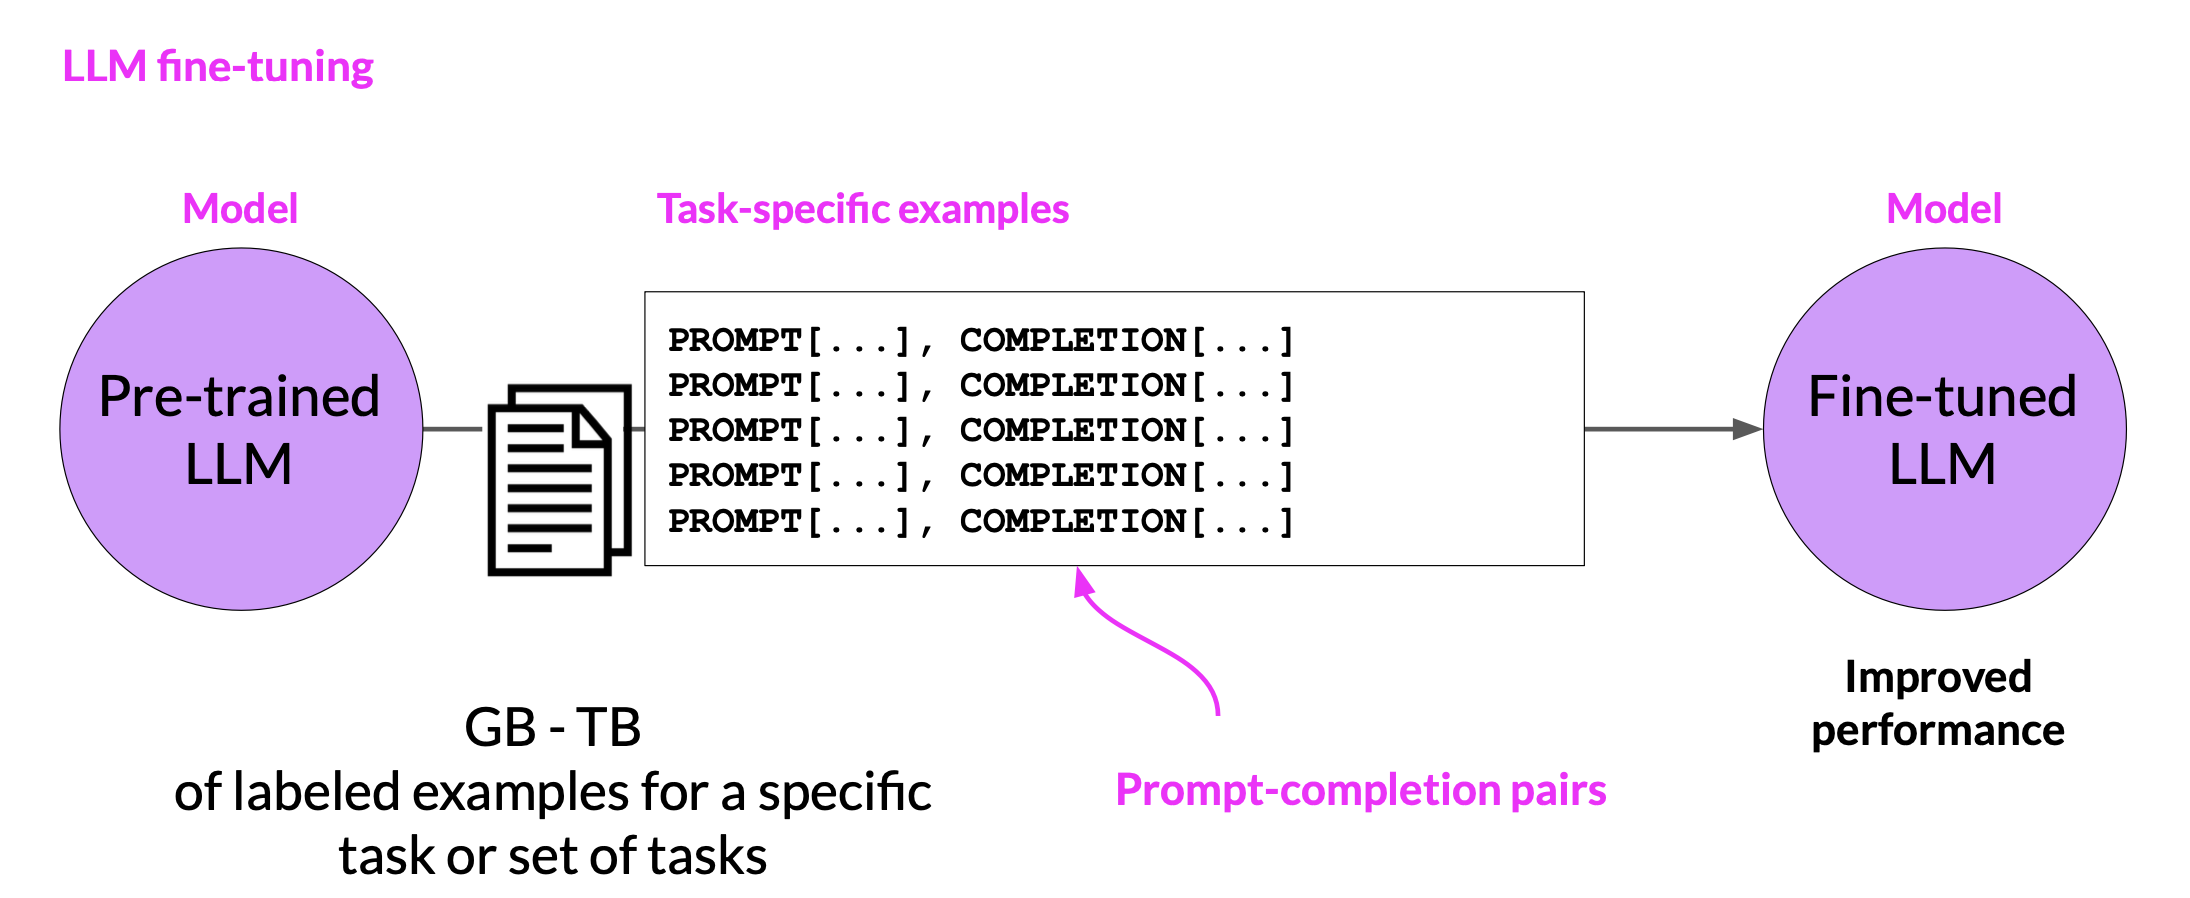 LLM fine-tuning
Model
Task-specific examples
Model
Pre-trained
LLM
PROMPT[...], COMPLETION[...]
PROMPT[...], COMPLETION[...]
PROMPT[...], COMPLETION[...]
PROMPT[...], COMPLETION[...]
PROMPT[...], COMPLETION[...]
Fine-tuned
LLM
GB - TB
of labeled examples for a specific
task or set of tasks
Prompt-completion pairs
Improved
performance